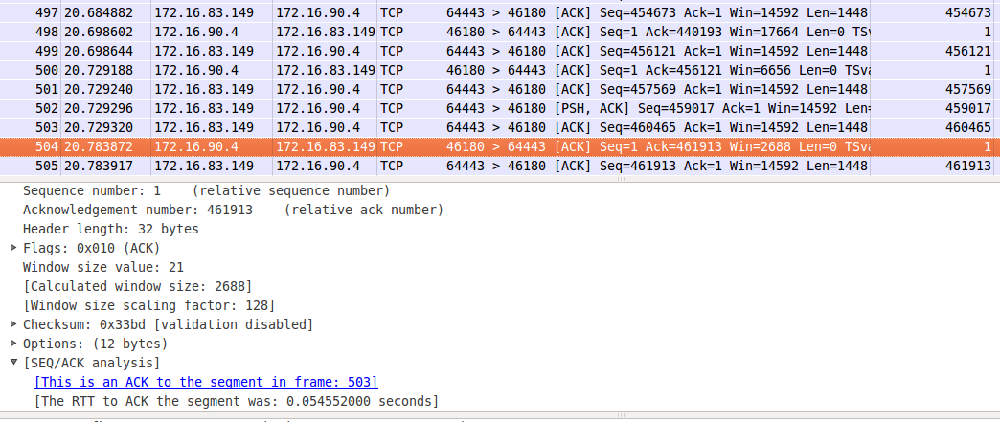 497 20.684882 172.16.83.149 172.16.90.4 TCP 64443 > 46180 [ACK] Seq=454673 Ack=1 Win=14592 Len=1448 454673
498 20.698602 172.16.90.4 172.16.83.149 TCP 46180 > 64443 [ACK] Seq=1 Ack=440193 Win=17664 Len=0 TSv 1
499 20.698644 172.16.83.149 172.16.90.4 TCP 64443 > 46180 [ACK] Seq=456121 Ack=1 Win=14592 Len=1448 456121
500 20.729188 172.16.90.4 172.16.83.149 TCP 46180 > 64443 [ACK] Seq=1 Ack=456121 Win=6656 Len=0 TSva 1
501 20.729240 172.16.83.149 172.16.90.4 TCP 64443 > 46180 [ACK] Seq=457569 Ack=1 Win=14592 Len=1448 457569
502 20.729296 172.16.83.149 172.16.90.4 TCP 64443 > 46180 [PSH, ACK] Seq=459017 Ack=1 Win=14592 Len= 459017
503 20.729320 172.16.83.149 172.16.90.4 TCP 64443 > 46180 [ACK] Seq=460465 Ack=1 Win=14592 Len=1448 460465
504 20.783872 172.16.90.4 172.16.83.149 TCP 46180 > 64443 [ACK] Seq=1 Ack=461913 Win=2688 Len=0 TSva 1
505 20.783917 172.16.83.149 172.16.90.4 TCP 64443 > 46180 [ACK] Seq=461913 Ack=1 Win=14592 Len=1448 461913
Sequence number: 1 (relative sequence number)
Acknowledgement number: 461913 (relative ack number)
Header length: 32 bytes
Flags: 0x010 (ACK)
Window size value: 21
[Calculated window size: 2688]
[Window size scaling factor: 128]
Checksum: 0x33bd [validation disabled]
Options: (12 bytes)
[SEQ/ACK analysis]
[This is an ACK to the segment in frame: 503]
[The RTT to ACK the segment was: 0.054552000 seconds]